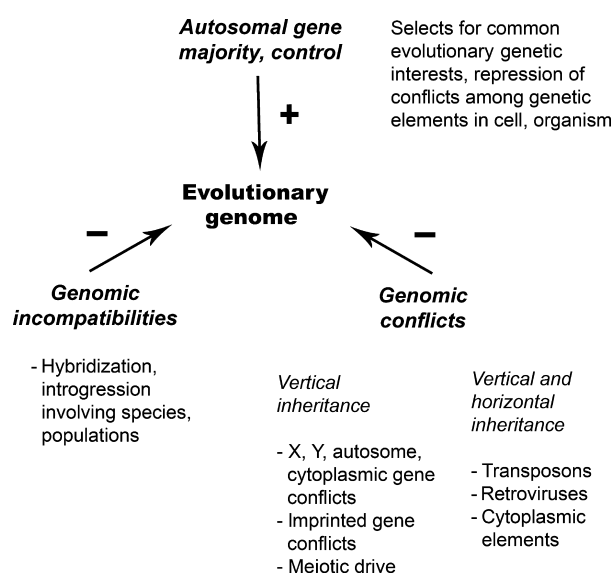 Autosomal gene
majority, control
Selects for common
evolutionary genetic
interests, repression of
conflicts among genetic
elements in cell, organism
+
Evolutionary
genome
–
–
Genomic
incompatibilities
Genomic
conflicts
- Hybridization,
introgression
involving species,
populations
Vertical
inheritance
- X, Y, autosome,
cytoplasmic gene
conflicts
- Imprinted gene
conflicts
- Meiotic drive
Vertical and
horizontal
inheritance
- Transposons
- Retroviruses
- Cytoplasmic
elements